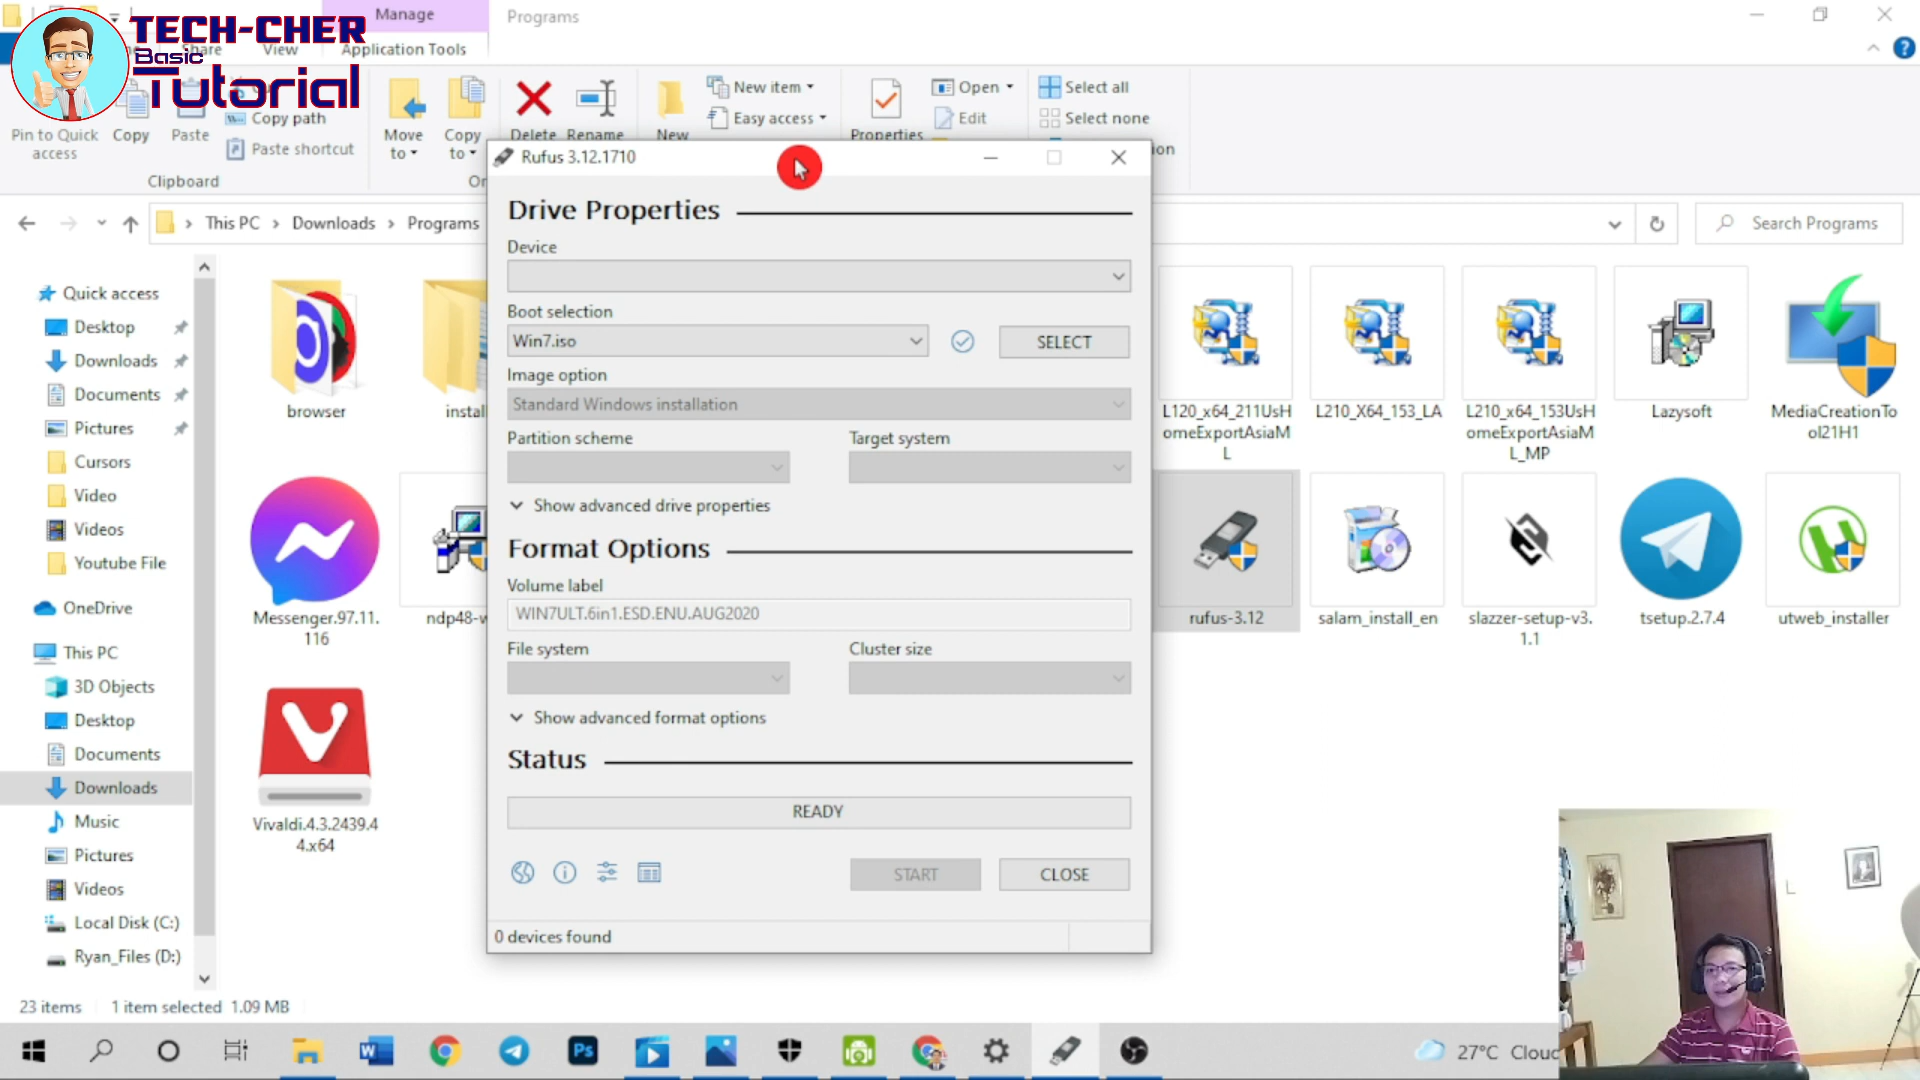 TECH-CHER
Basic
Tutorial
Manage
Programs
Share
View
Application Tools
Pin to Quick
access
Copy
Paste
Copy path
Paste shortcut
Clipboard
Move
to
Copy
to
Delete
Rename
New
New item
Easy access
Properties
Open
Edit
Select all
Select none
This PC
Downloads
Programs
Search Programs
Quick access
Desktop
Downloads
Documents
Pictures
Cursors
Video
Videos
Youtube File
OneDrive
This PC
3D Objects
Desktop
Documents
Downloads
Music
Pictures
Videos
Local Disk (C:)
Ryan_Files (D:)
browser
install
Messenger.97.11.
116
ndp48-w
Vivaldi.4.3.2439.4
4.x64
Rufus 3.12.1710
Drive Properties
Device
Boot selection
Win7.iso
SELECT
Image option
Standard Windows installation
Partition scheme
Target system
Show advanced drive properties
Format Options
Volume label
WIN7ULT.6in1.ESD.ENU.AUG2020
File system
Cluster size
Show advanced format options
Status
READY
START
CLOSE
0 devices found
L120_x64_211UsH
omeExportAsiaM
L
L210_X64_153_LA
L210_x64_153UsH
omeExportAsiaM
L_MP
Lazysoft
MediaCreationTo
ol21H1
rufus-3.12
salam_install_en
slazzer-setup-v3.
1.1
tsetup.2.7.4
utweb_installer
23 items
1 item selected
1.09 MB
27°C
Cloud